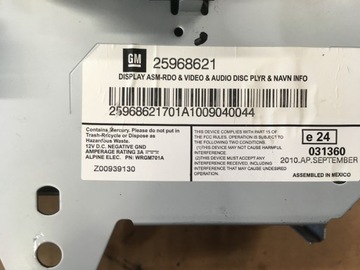 GM 25968621
DISPLAY ASM-RDO & VIDEO & AUDIO DISC PLYR & NAVN INFO
25968621701A1009040044
Contains Mercury. Please do not put in
Trash-Ricycle or Dispose as
Hazardous Waste.
12V D.C. NEGATIVE GND
AMPERAGE RATING 3A
ALPINE ELEC. PN: WRGM701A
Z00939130
THIS DEVICE COMPLIES WITH PART 15 OF
THE FCC RULES. OPERATION IS SUBJECT TO
THE FOLLOWING TWO CONDITIONS
(1)THIS DEVICE MAY NOT CAUSE HARMFUL
INTERFERENCE.
(2)THIS DEVICE MUST ACCEPT ANY
INTERFERENCE RECEIVED, INCLUDING
INTERFERENCE THAT MAY CAUSE
UNDESIRED OPERATION.
e 24
031360
2010.AP.SEPTEMBER
ASSEMBLED IN MEXICO